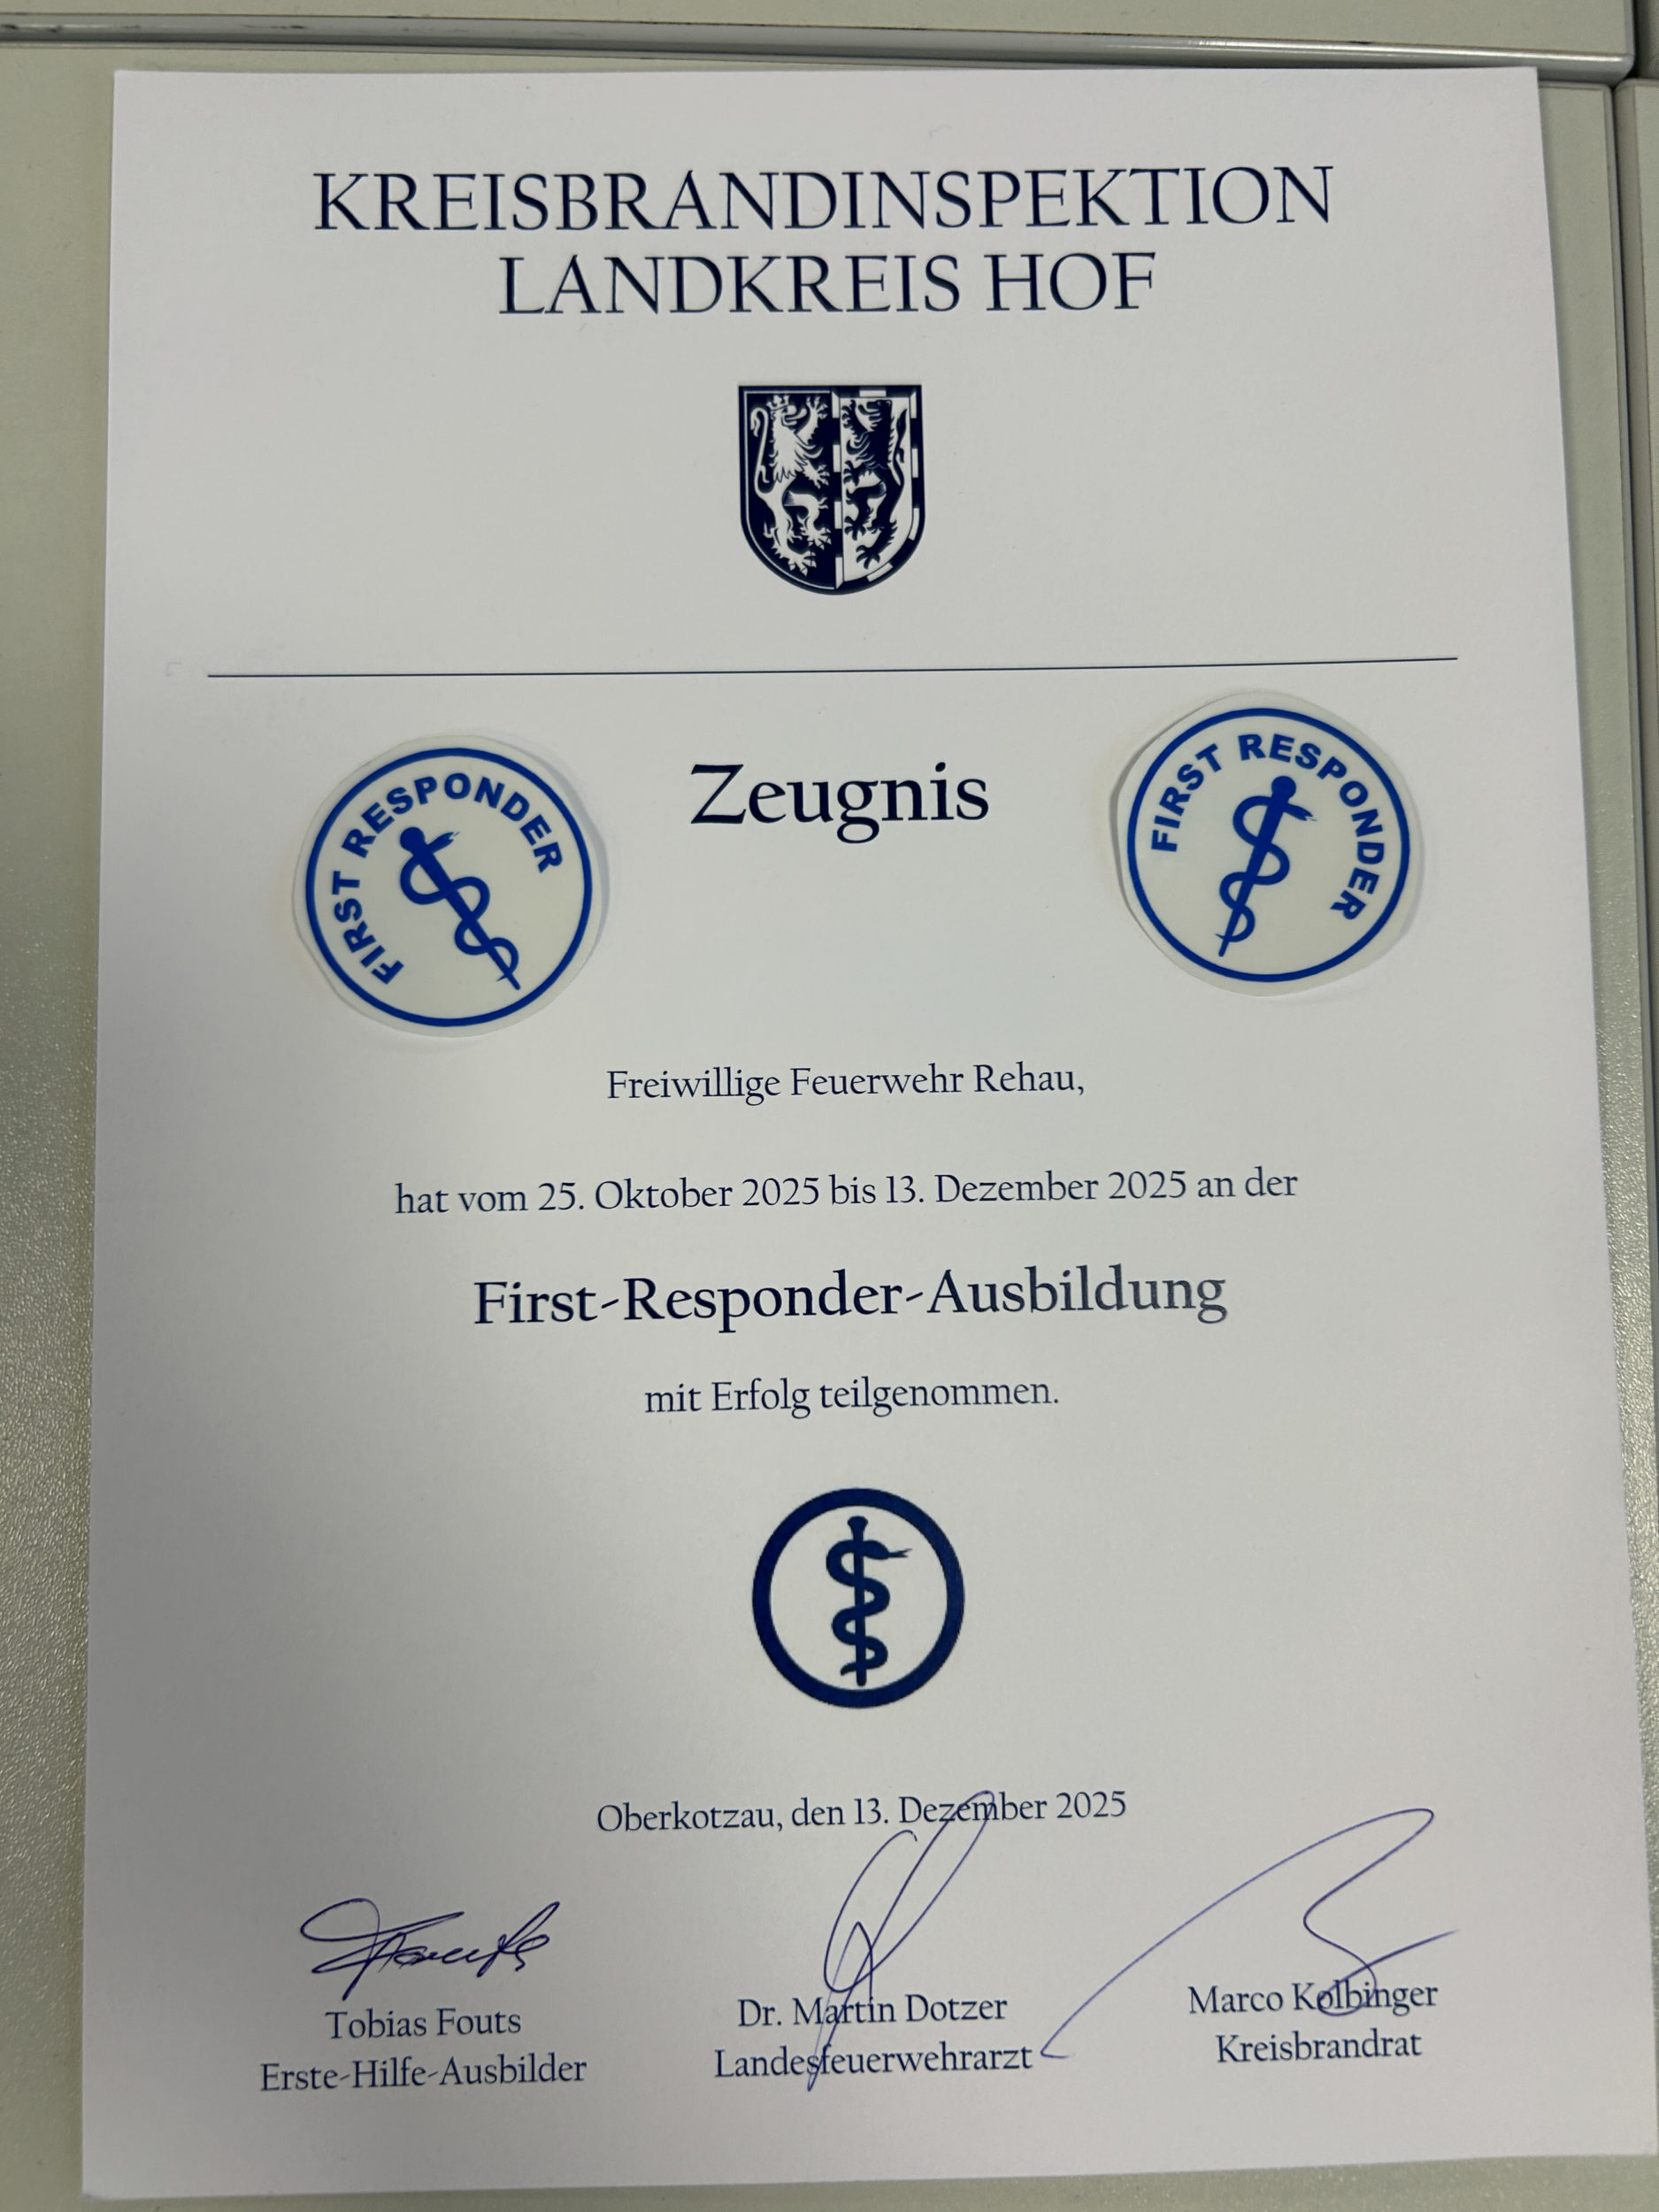 KREISBRANDINSPEKTION
LANDKREIS HOF
Zeugnis
FIRST RESPONDER
FIRST RESPONDER
Freiwillige Feuerwehr Rehau,
hat vom 25. Oktober 2025 bis 13. Dezember 2025 an der
First-Responder-Ausbildung
mit Erfolg teilgenommen.
Oberkotzau, den 13. Dezember 2025
Tobias Fouts
Erste-Hilfe-Ausbilder
Dr. Martin Dotzer
Landesfeuerwehrarzt
Marco Kolbinger
Kreisbrandrat